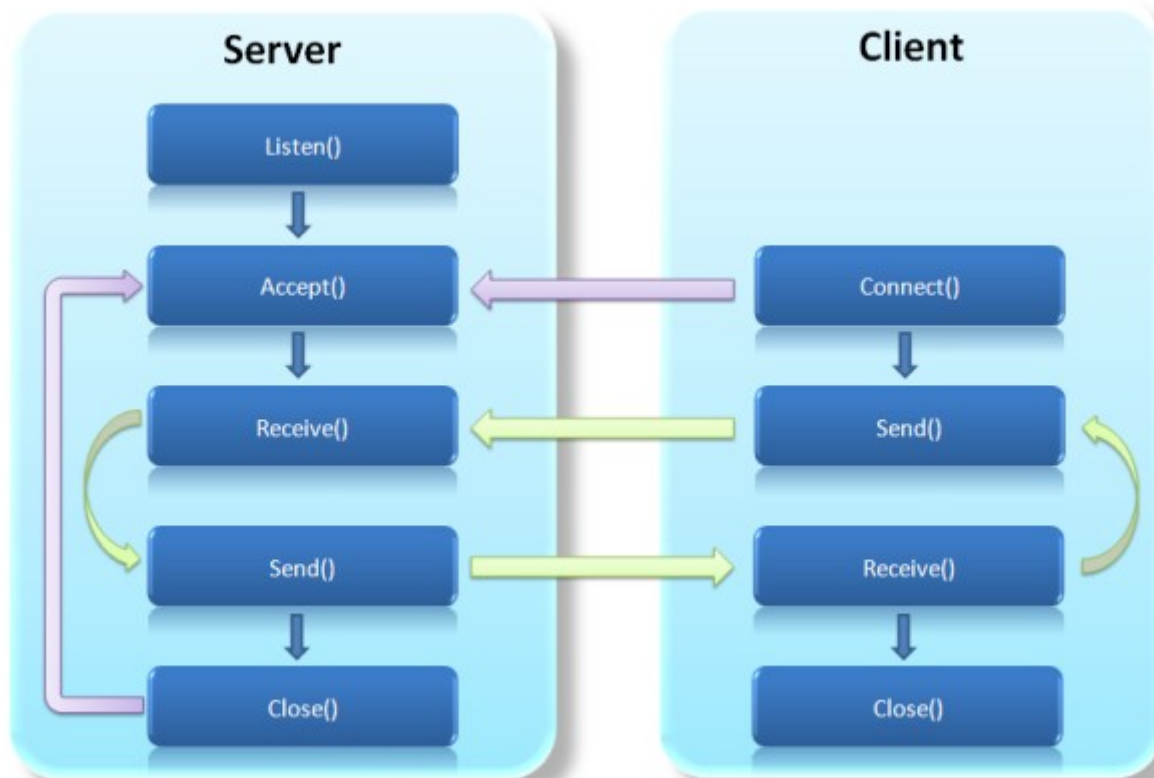 Server
Listen()
Accept()
Receive()
Send()
Close()
Client
Connect()
Send()
Receive()
Close()